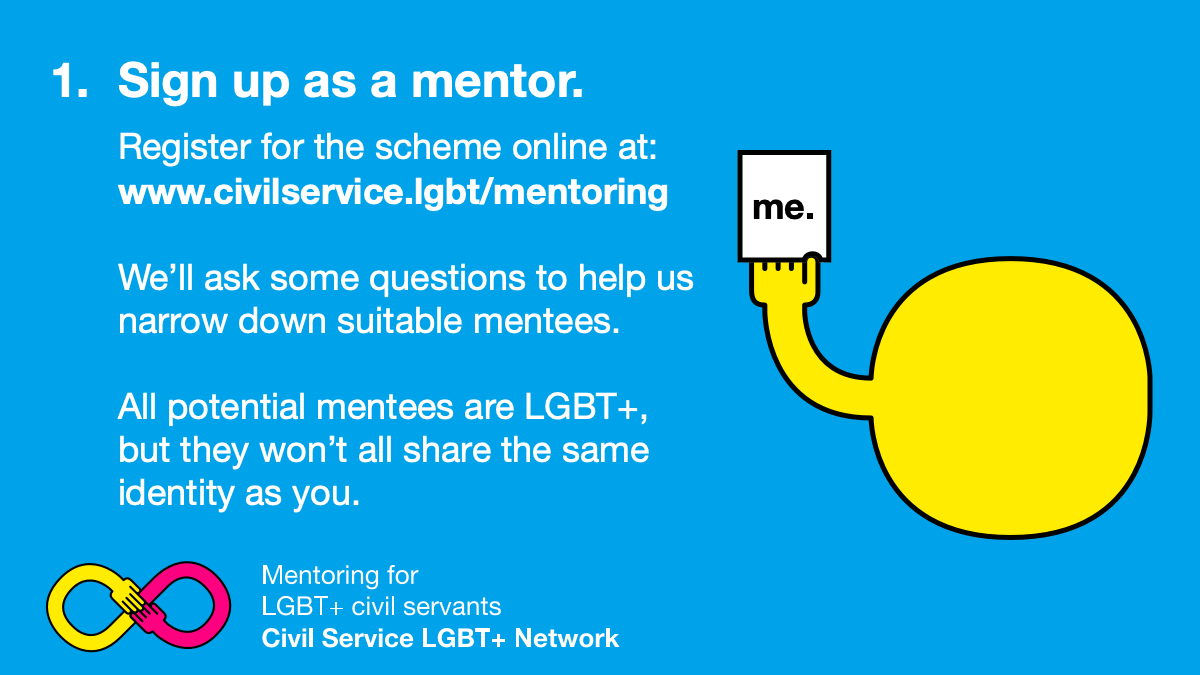 1. Sign up as a mentor.
Register for the scheme online at:
www.civilservice.lgbt/mentoring
We’ll ask some questions to help us
narrow down suitable mentees.
All potential mentees are LGBT+,
but they won’t all share the same
identity as you.
me.
Mentoring for
LGBT+ civil servants
Civil Service LGBT+ Network